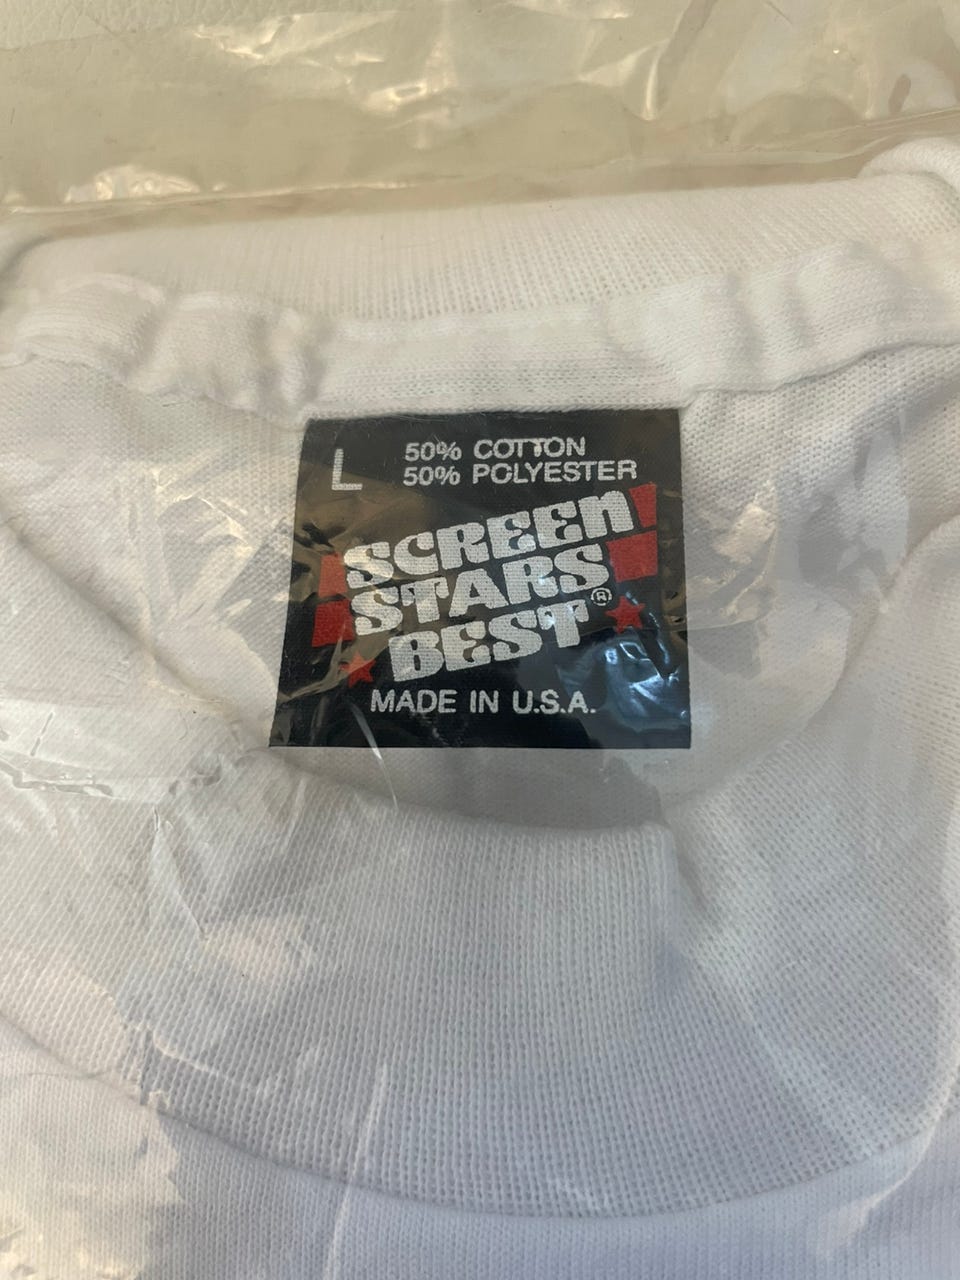 L
50% COTTON
50% POLYESTER
SCREEN
STARS
BEST®
MADE IN U.S.A.